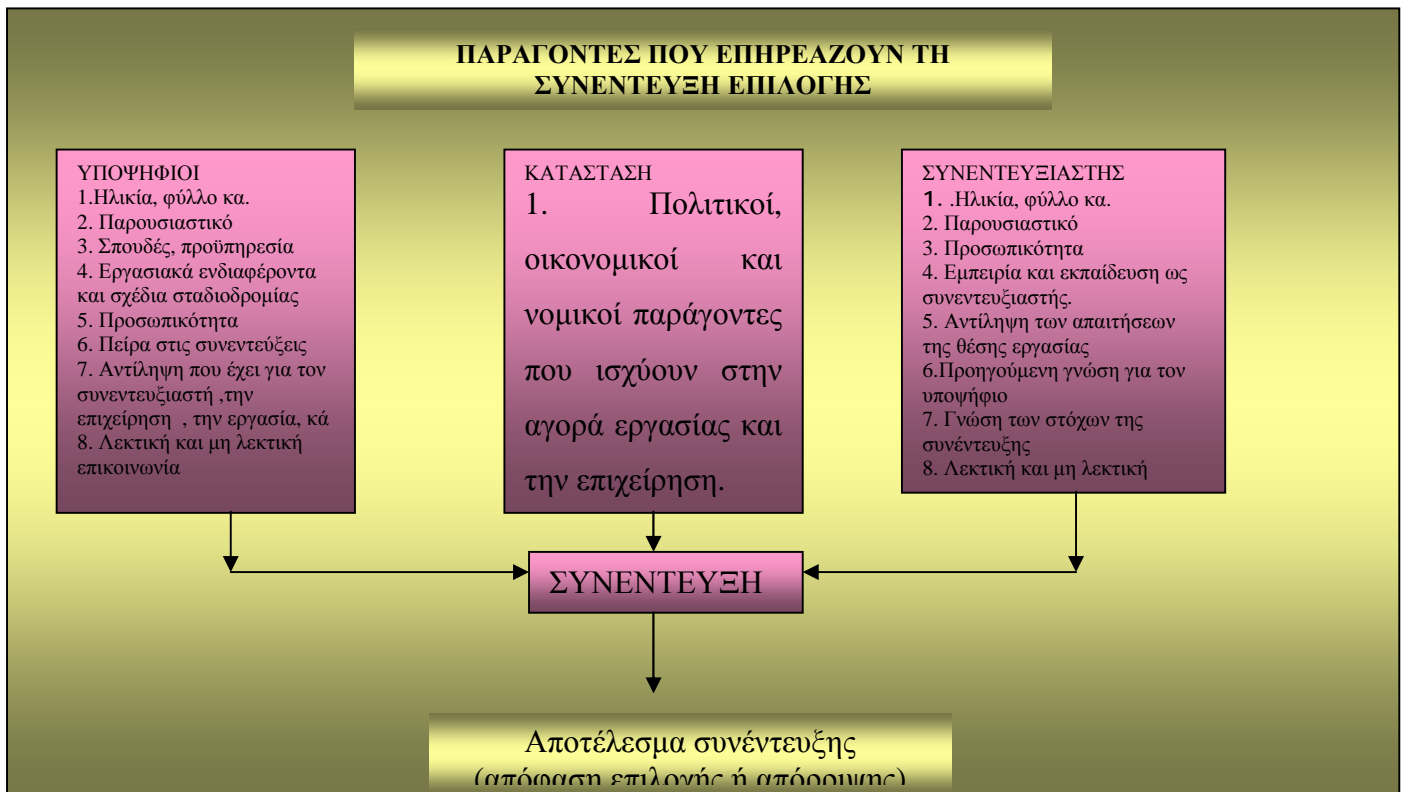 ΠΑΡΑΓΟΝΤΕΣ ΠΟΥ ΕΠΗΡΕΑΖΟΥΝ ΤΗ
ΣΥΝΕΝΤΕΥΞΗ ΕΠΙΛΟΓΗΣ
ΥΠΟΨΗΦΙΟΙ
1.Ηλικία, φύλλο κα.
2. Παρουσιαστικό
3. Σπουδές, προϋπηρεσία
4. Εργασιακά ενδιαφέροντα
και σχέδια σταδιοδρομίας
5. Προσωπικότητα
6. Πείρα στις συνεντεύξεις
7. Αντίληψη που έχει για τον
συνεντευξιαστή ,την
επιχείρηση , την εργασία, κά
8. Λεκτική και μη λεκτική
επικοινωνία
ΚΑΤΑΣΤΑΣΗ
1. Πολιτικοί,
οικονομικοί και
νομικοί παράγοντες
που ισχύουν στην
αγορά εργασίας και
την επιχείρηση.
ΣΥΝΕΝΤΕΥΞΙΑΣΤΗΣ
1. .Ηλικία, φύλλο κα.
2. Παρουσιαστικό
3. Προσωπικότητα
4. Εμπειρία και εκπαίδευση ως
συνεντευξιαστής.
5. Αντίληψη των απαιτήσεων
της θέσης εργασίας
6.Προηγούμενη γνώση για τον
υποψήφιο
7. Γνώση των στόχων της
συνέντευξης
8. Λεκτική και μη λεκτική
ΣΥΝΕΝΤΕΥΞΗ
Αποτέλεσμα συνέντευξης
(απόφαση επιλογής ή απόρριψης)